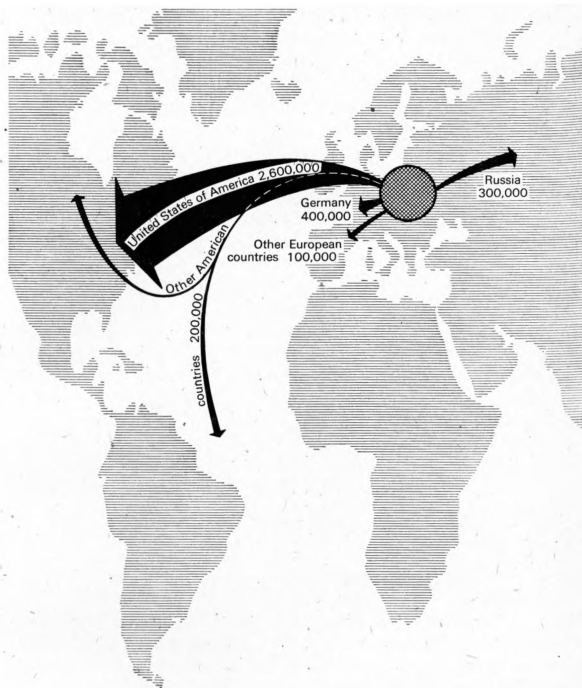 United States of America 2,600,000
Russia
300,000
Germany
400,000
Other European
countries 100,000
Other American
countries 200,000